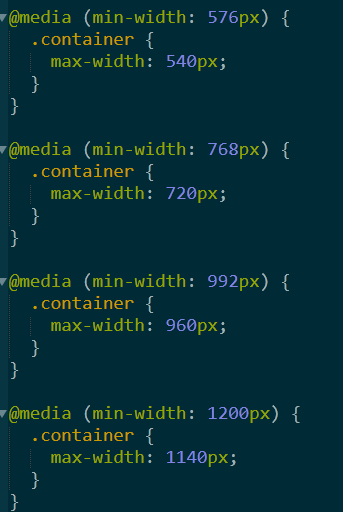 @media (min-width: 576px) {
  .container {
    max-width: 540px;
  }
}
@media (min-width: 768px) {
  .container {
    max-width: 720px;
  }
}
@media (min-width: 992px) {
  .container {
    max-width: 960px;
  }
}
@media (min-width: 1200px) {
  .container {
    max-width: 1140px;
  }
}